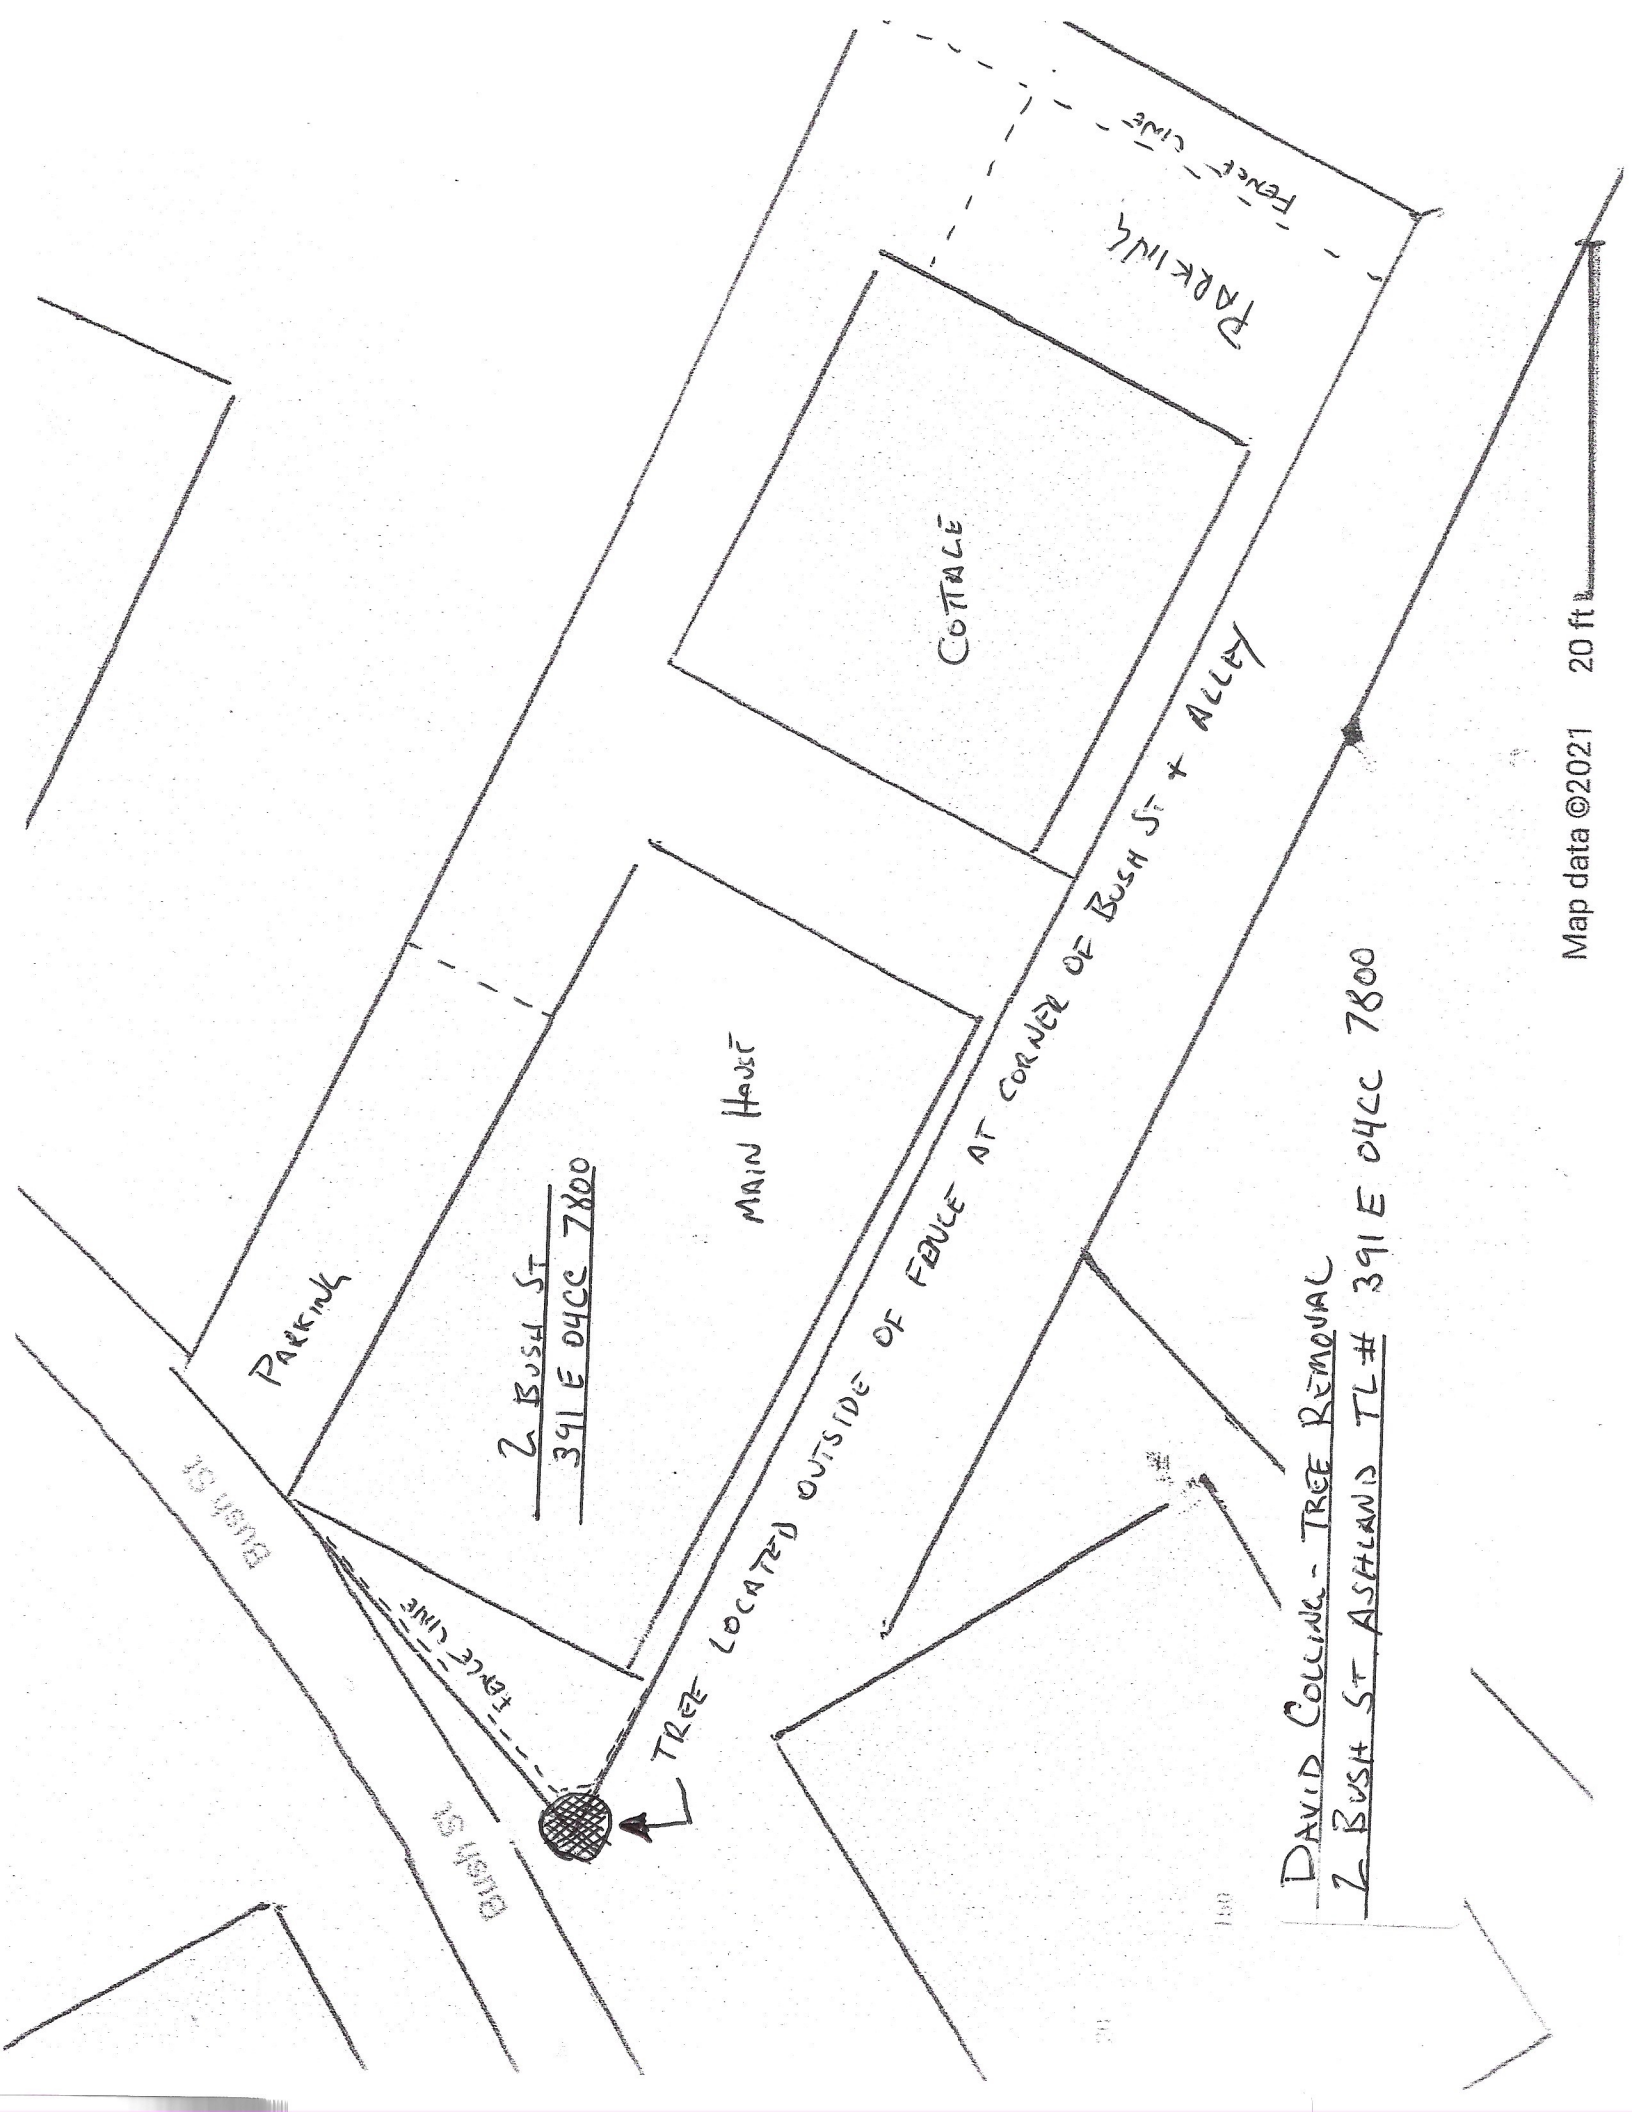 Bush St
Bush St
PARKING
FENCE LINE
2 BUSH ST
391 E 04CC 7800
MAIN HOUSE
COTTAGE
PARKING
FENCE LINE
TREE LOCATED OUTSIDE OF FENCE AT CORNER OF BUSH ST + ALLEY
DAVID COLLING - TREE REMOVAL
2 BUSH ST ASHLAND TL# 391 E 04CC 7800
Map data ©2021 20 ft